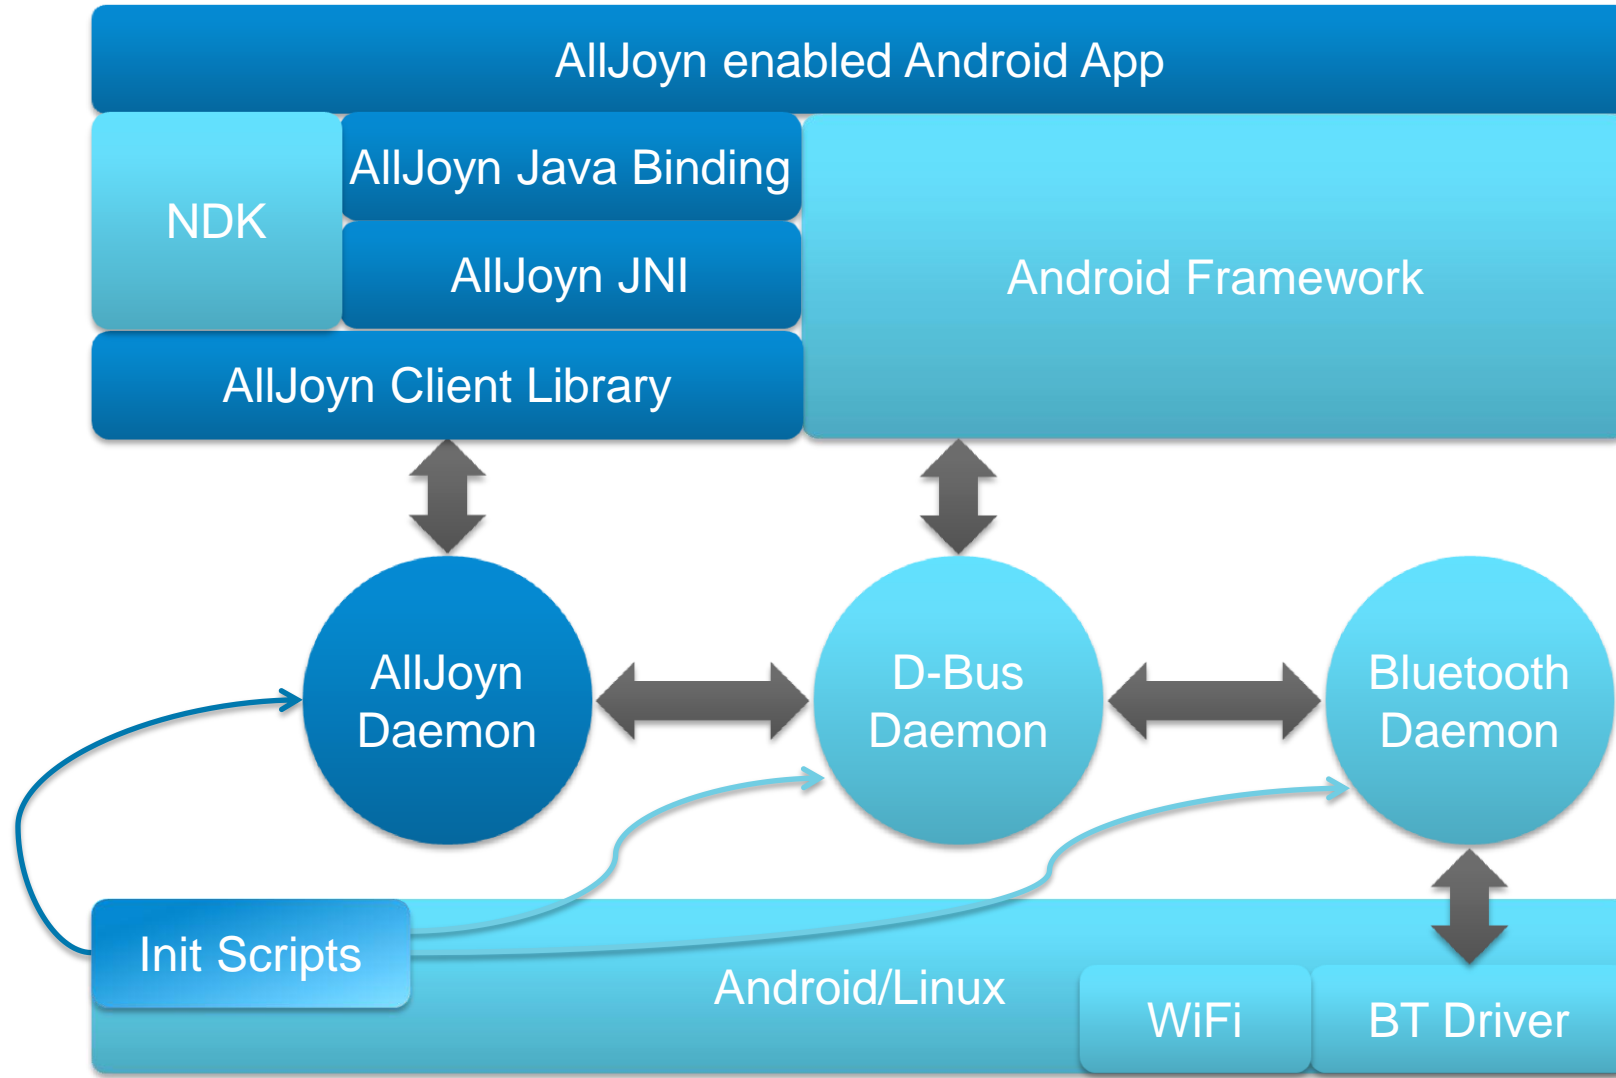 AllJoyn enabled Android App
AllJoyn Java Binding
NDK
AllJoyn JNI
Android Framework
AllJoyn Client Library
AllJoyn
Daemon
D-Bus
Daemon
Bluetooth
Daemon
Init Scripts
Android/Linux
WiFi
BT Driver